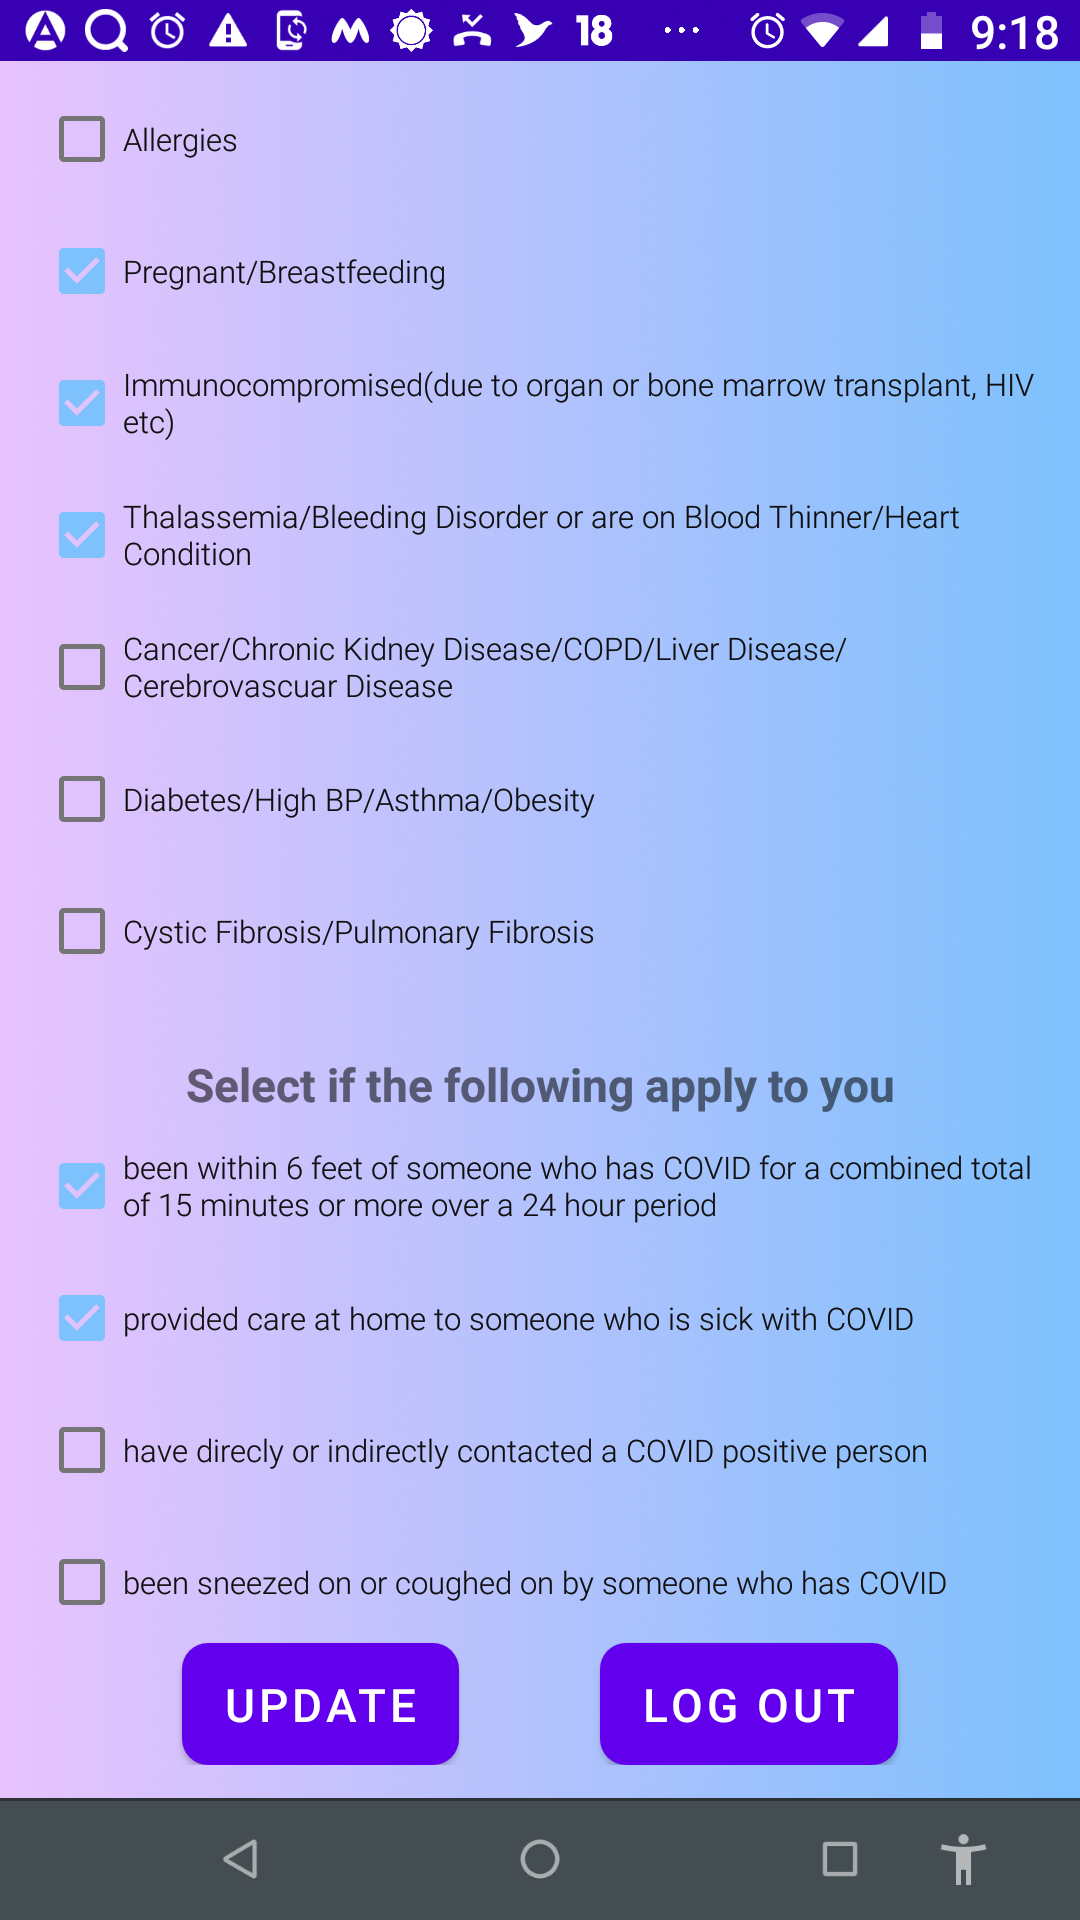 18 ... 9:18
Allergies
Pregnant/Breastfeeding
Immunocompromised(due to organ or bone marrow transplant, HIV
etc)
Thalassemia/Bleeding Disorder or are on Blood Thinner/Heart
Condition
Cancer/Chronic Kidney Disease/COPD/Liver Disease/
Cerebrovascuar Disease
Diabetes/High BP/Asthma/Obesity
Cystic Fibrosis/Pulmonary Fibrosis
Select if the following apply to you
been within 6 feet of someone who has COVID for a combined total
of 15 minutes or more over a 24 hour period
provided care at home to someone who is sick with COVID
have direcly or indirectly contacted a COVID positive person
been sneezed on or coughed on by someone who has COVID
UPDATE LOG OUT